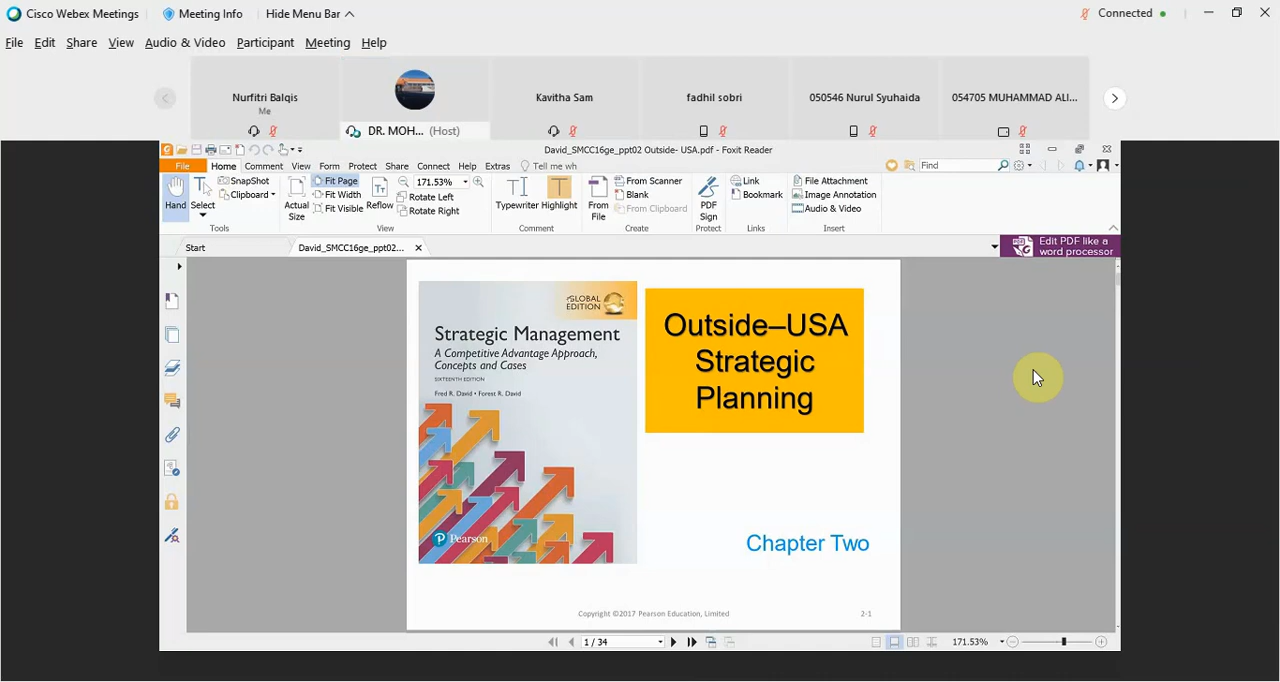 Cisco Webex Meetings Meeting Info Hide Menu Bar Connected
File Edit Share View Audio & Video Participant Meeting Help
Nurfitri Balqis
Me
DR. MOH... (Host)
Kavitha Sam
fadhil sobri
050546 Nurul Syuhaida
054705 MUHAMMAD ALI...
David_SMCC16ge_ppt02 Outside- USA.pdf - Foxit Reader
File Home Comment View Form Protect Share Connect Help Extras Tell me wh Find
Hand
Select
SnapShot
Clipboard
Tools
Actual
Size
Fit Page
Fit Width
Fit Visible
Reflow
171.53%
Rotate Left
Rotate Right
View
Typewriter Highlight
Comment
From
File
From Scanner
Blank
From Clipboard
Create
PDF
Sign
Protect
Link
Bookmark
Links
File Attachment
Image Annotation
Audio & Video
Insert
Start
David_SMCC16ge_ppt02...
Edit PDF like a
word processor
GLOBAL
EDITION
Strategic Management
A Competitive Advantage Approach,
Concepts and Cases
SIXTEENTH EDITION
Fred R. David • Forest R. David
Pearson
Outside–USA
Strategic
Planning
Chapter Two
Copyright ©2017 Pearson Education, Limited
2-1
1 / 34
171.53%